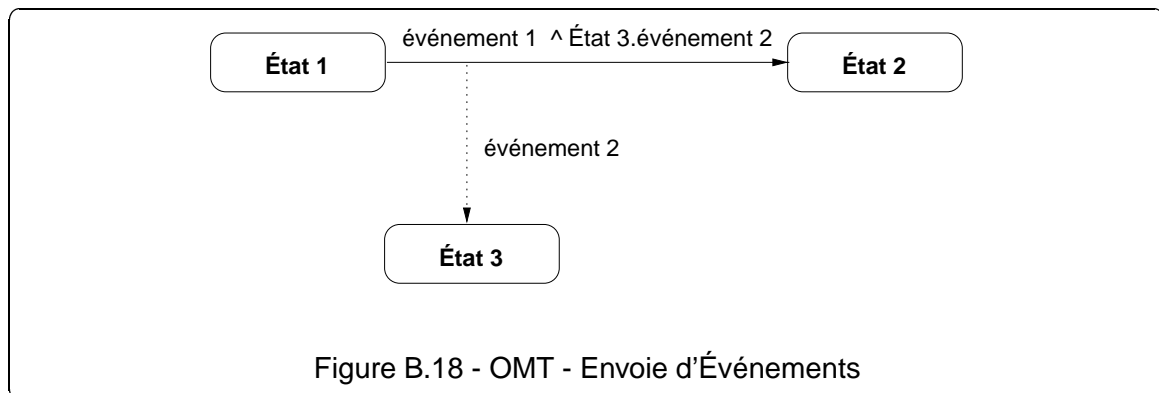 événement 1 ^ État 3.événement 2
État 1
État 2
événement 2
État 3
Figure B.18 - OMT - Envoie d'Événements